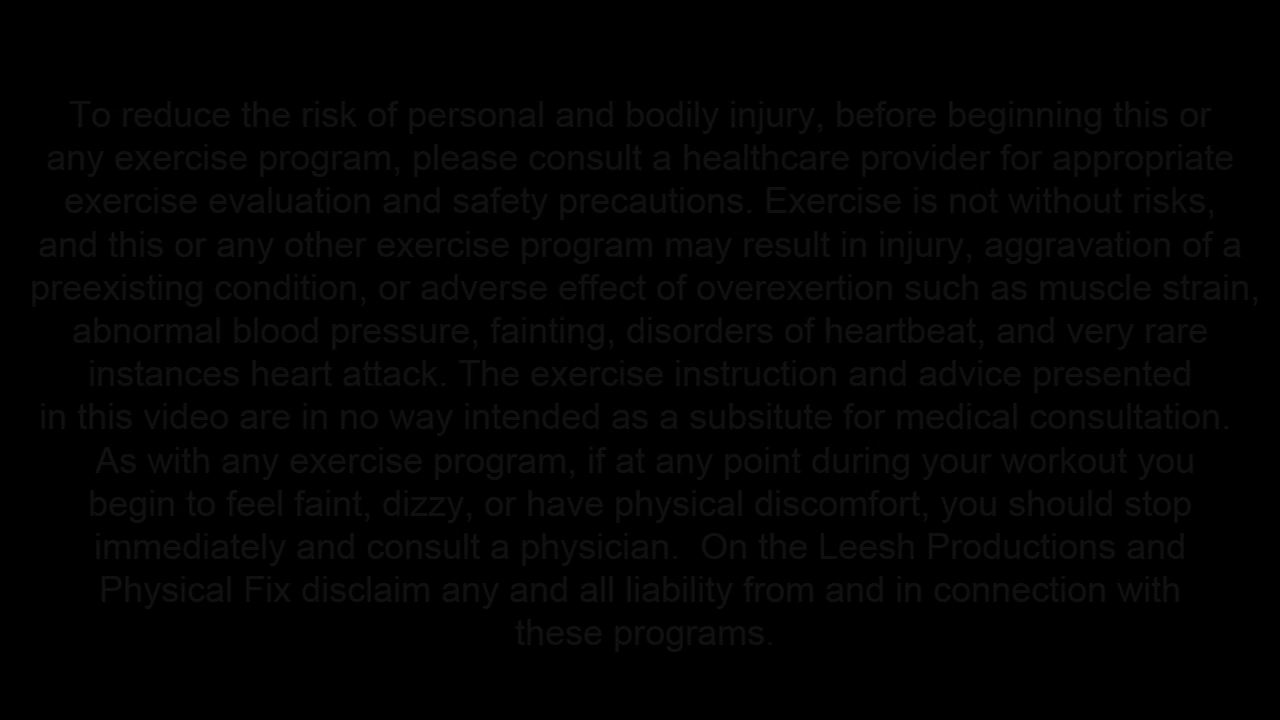 To reduce the risk of personal and bodily injury, before beginning this or
any exercise program, please consult a healthcare provider for appropriate
exercise evaluation and safety precautions. Exercise is not without risks,
and this or any other exercise program may result in injury, aggravation of a
preexisting condition, or adverse effect of overexertion such as muscle strain,
abnormal blood pressure, fainting, disorders of heartbeat, and very rare
instances heart attack. The exercise instruction and advice presented
in this video are in no way intended as a subsitute for medical consultation.
As with any exercise program, if at any point during your workout you
begin to feel faint, dizzy, or have physical discomfort, you should stop
immediately and consult a physician.  On the Leesh Productions and
Physical Fix disclaim any and all liability from and in connection with
these programs.